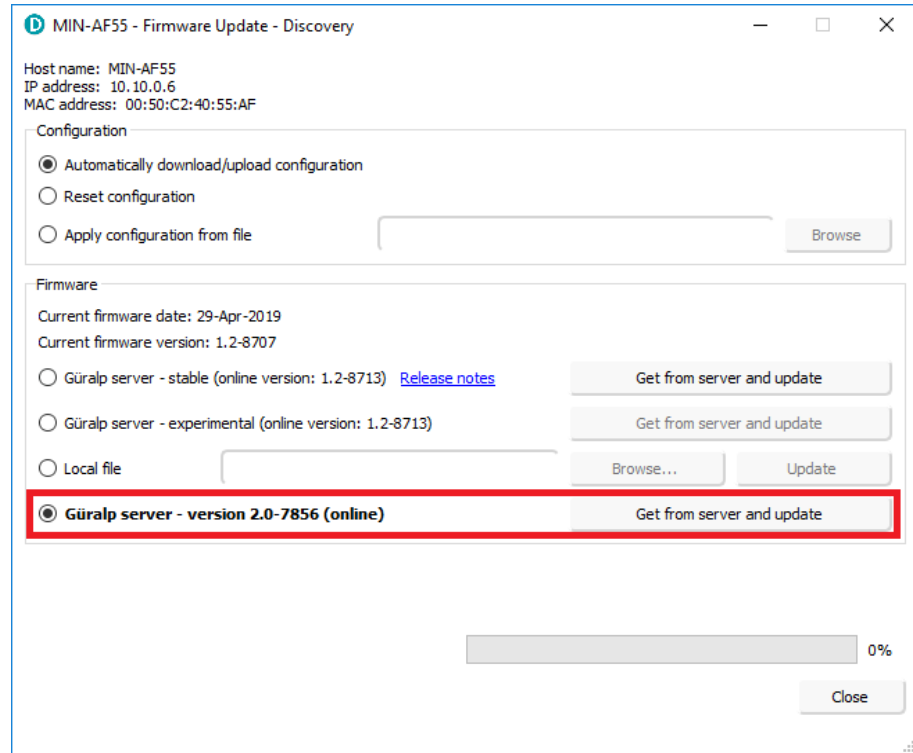 MIN-AF55 - Firmware Update - Discovery
Host name: MIN-AF55
IP address: 10.10.0.6
MAC address: 00:50:C2:40:55:AF
Configuration
Automatically download/upload configuration
Reset configuration
Apply configuration from file Browse
Firmware
Current firmware date: 29-Apr-2019
Current firmware version: 1.2-8707
Güralp server - stable (online version: 1.2-8713) Release notes Get from server and update
Güralp server - experimental (online version: 1.2-8713) Get from server and update
Local file Browse... Update
Güralp server - version 2.0-7856 (online) Get from server and update
0%
Close